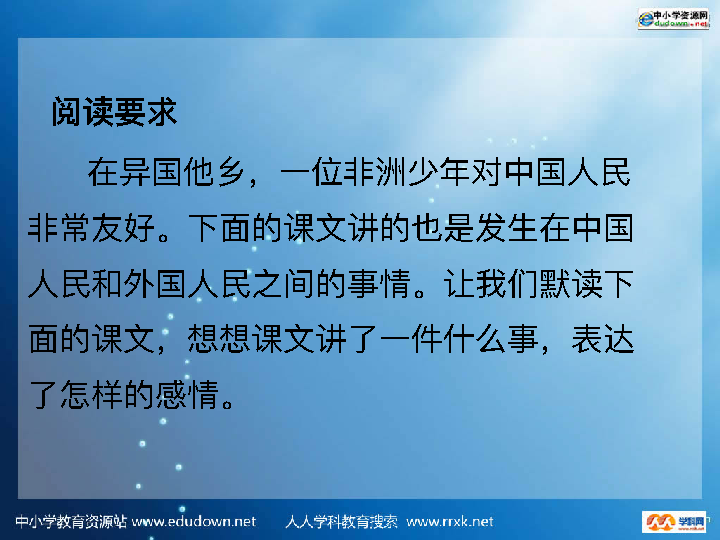 中小学资源网
edudown.net
阅读要求
在异国他乡，一位非洲少年对中国人民
非常友好。下面的课文讲的也是发生在中国
人民和外国人民之间的事情。让我们默读下
面的课文，想想课文讲了一件什么事，表达
了怎样的感情。
中小学教育资源站 www.edudown.net 人人学科教育搜索 www.rrxk.net
学科网